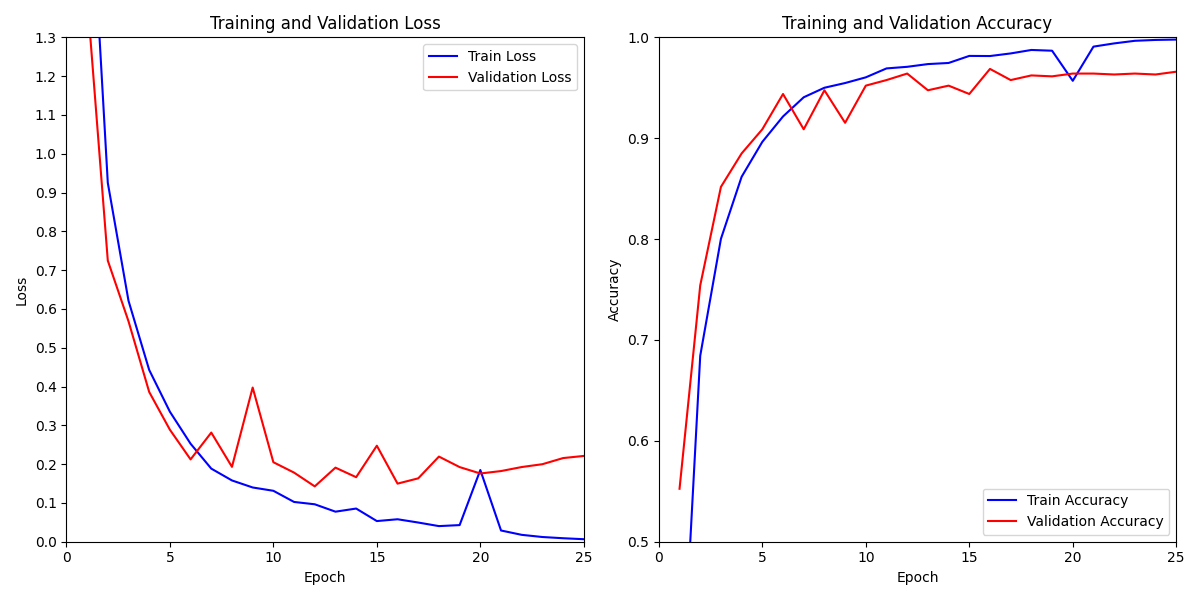 Training and Validation Loss
1.3
1.2
1.1
1.0
0.9
0.8
0.7
0.6
0.5
0.4
0.3
0.2
0.1
0.0
Loss
Train Loss
Validation Loss
0 5 10 15 20 25
Epoch
Training and Validation Accuracy
1.0
0.9
0.8
0.7
0.6
0.5
Accuracy
Train Accuracy
Validation Accuracy
0 5 10 15 20 25
Epoch